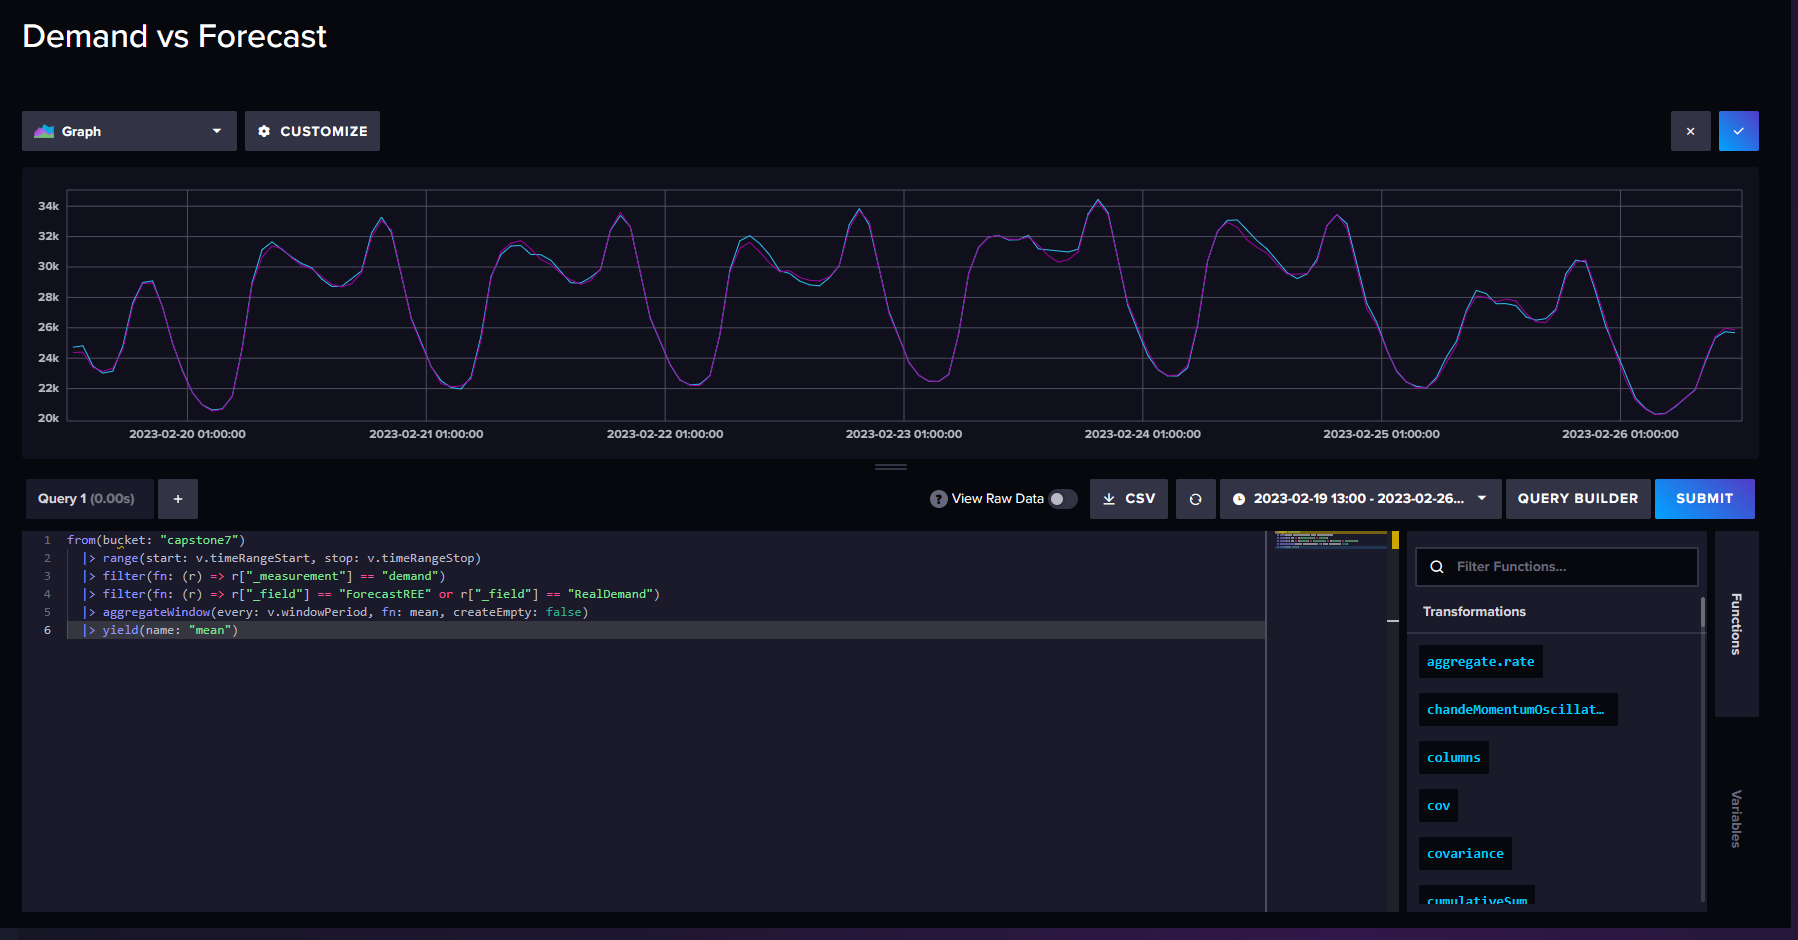 Demand vs Forecast
Graph
CUSTOMIZE
34k
32k
30k
28k
26k
24k
22k
20k
2023-02-20 01:00:00
2023-02-21 01:00:00
2023-02-22 01:00:00
2023-02-23 01:00:00
2023-02-24 01:00:00
2023-02-25 01:00:00
2023-02-26 01:00:00
Query 1 (0.00s)
+
? View Raw Data
CSV
2023-02-19 13:00 - 2023-02-26...
QUERY BUILDER
SUBMIT
1 from(bucket: "capstone7")
2 |> range(start: v.timeRangeStart, stop: v.timeRangeStop)
3 |> filter(fn: (r) => r["_measurement"] == "demand")
4 |> filter(fn: (r) => r["_field"] == "ForecastREE" or r["_field"] == "RealDemand")
5 |> aggregateWindow(every: v.windowPeriod, fn: mean, createEmpty: false)
6 |> yield(name: "mean")
Filter Functions...
Transformations
aggregate.rate
chandeMomentumOscillat...
columns
cov
covariance
cumulativeSum
Functions
Variables